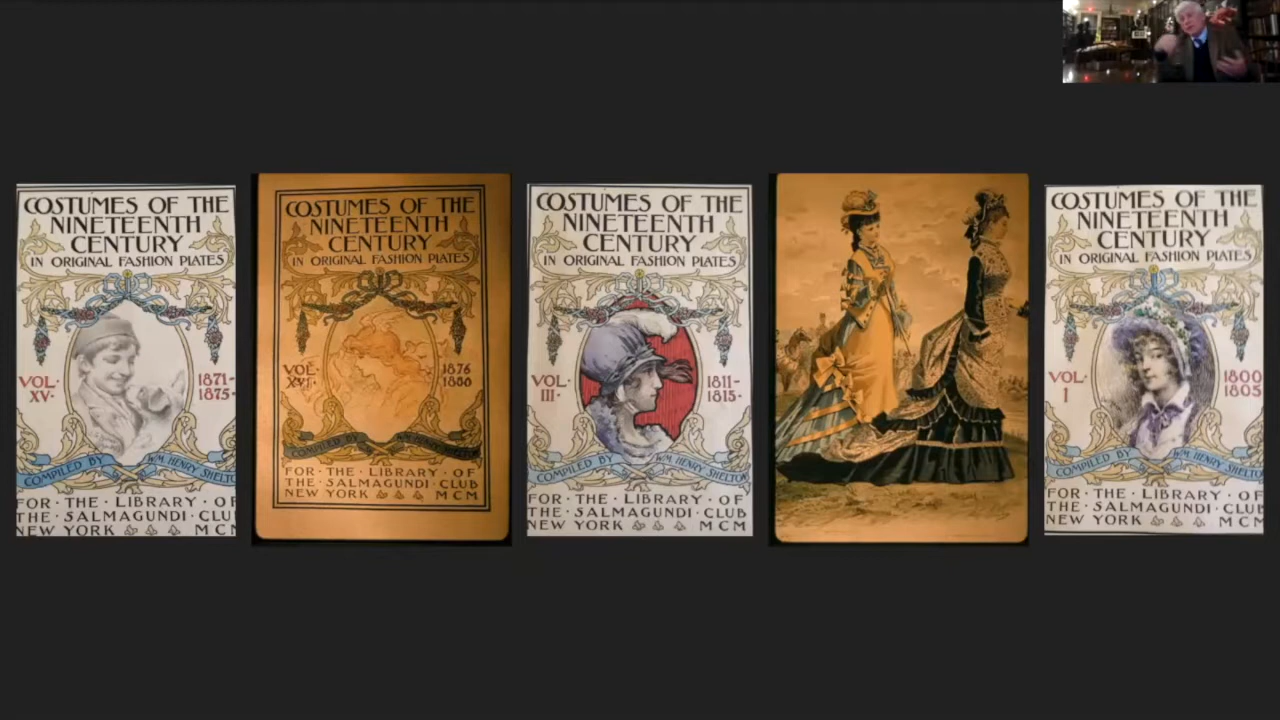 COSTUMES OF THE
NINETEENTH
CENTURY
IN ORIGINAL FASHION PLATES
VOL·
XV·
1871-
1875-
COMPILED BY
WM. HENRY SHELTO
FOR · THE · LIBRARY · OF
THE · SALMAGUNDI · CLU
NEW YORK
MC
COSTUMES OF THE
NINETEENTH
CENTURY
IN ORIGINAL FASHION PLATES
VOL·
XVI·
1876
1880
COMPILED BY
FOR · THE · LIBRARY · OF
THE · SALMAGUNDI · CLUB
NEW YORK
MCM
COSTUMES OF THE
NINETEENTH
CENTURY
IN ORIGINAL FASHION PLATES
VOL·
III·
1811-
1815-
COMPILED BY
WM. HENRY SHELTON
FOR · THE · LIBRARY · OF
THE · SALMAGUNDI · CLUB
NEW YORK
MCM
COSTUMES OF THE
NINETEENTH
CENTURY
IN ORIGINAL FASHION PLATES
VOL·
I
1800
1805
COMPILED BY
WM. HENRY SHELTON
FOR · THE · LIBRARY · OF
THE · SALMAGUNDI · CLUB
NEW YORK
MCM